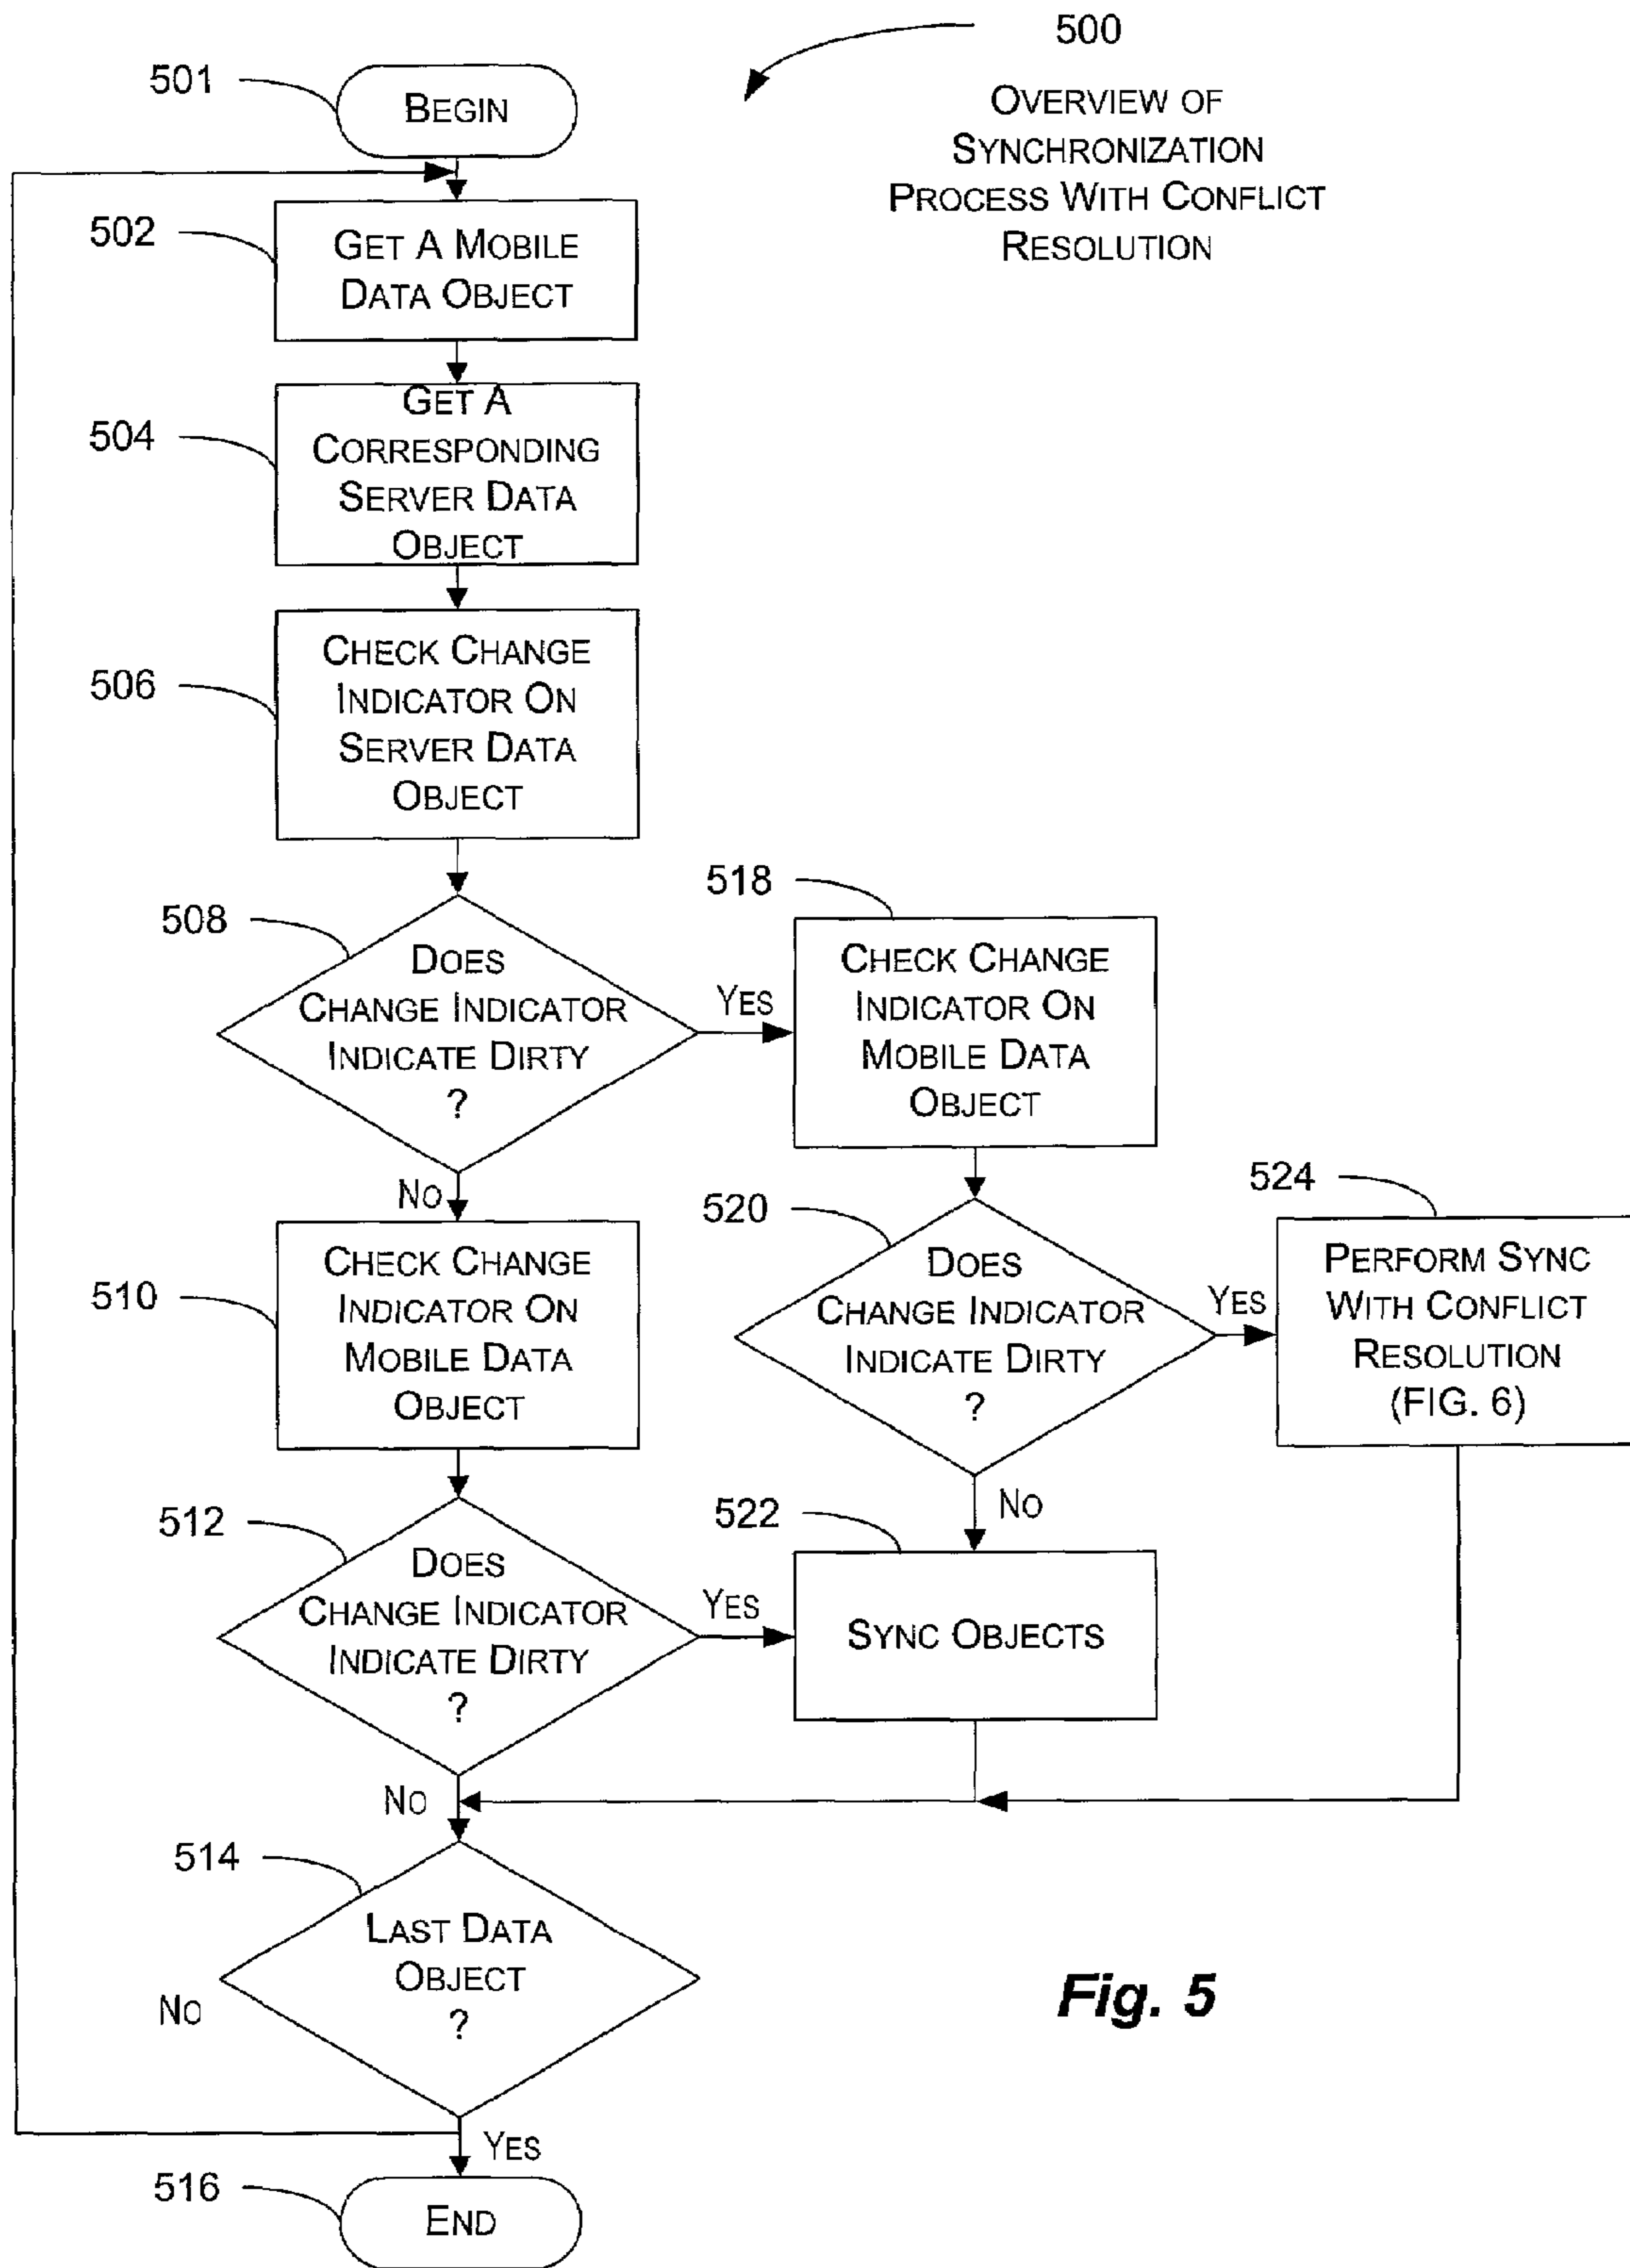 500
OVERVIEW OF
SYNCHRONIZATION
PROCESS WITH CONFLICT
RESOLUTION
501
BEGIN
502
GET A MOBILE
DATA OBJECT
504
GET A
CORRESPONDING
SERVER DATA
OBJECT
506
CHECK CHANGE
INDICATOR ON
SERVER DATA
OBJECT
508
DOES
CHANGE INDICATOR
INDICATE DIRTY
?
YES
NO
518
CHECK CHANGE
INDICATOR ON
MOBILE DATA
OBJECT
510
CHECK CHANGE
INDICATOR ON
MOBILE DATA
OBJECT
520
DOES
CHANGE INDICATOR
INDICATE DIRTY
?
YES
NO
524
PERFORM SYNC
WITH CONFLICT
RESOLUTION
(FIG. 6)
512
DOES
CHANGE INDICATOR
INDICATE DIRTY
?
YES
NO
522
SYNC OBJECTS
514
LAST DATA
OBJECT
?
NO
YES
516
END
Fig. 5